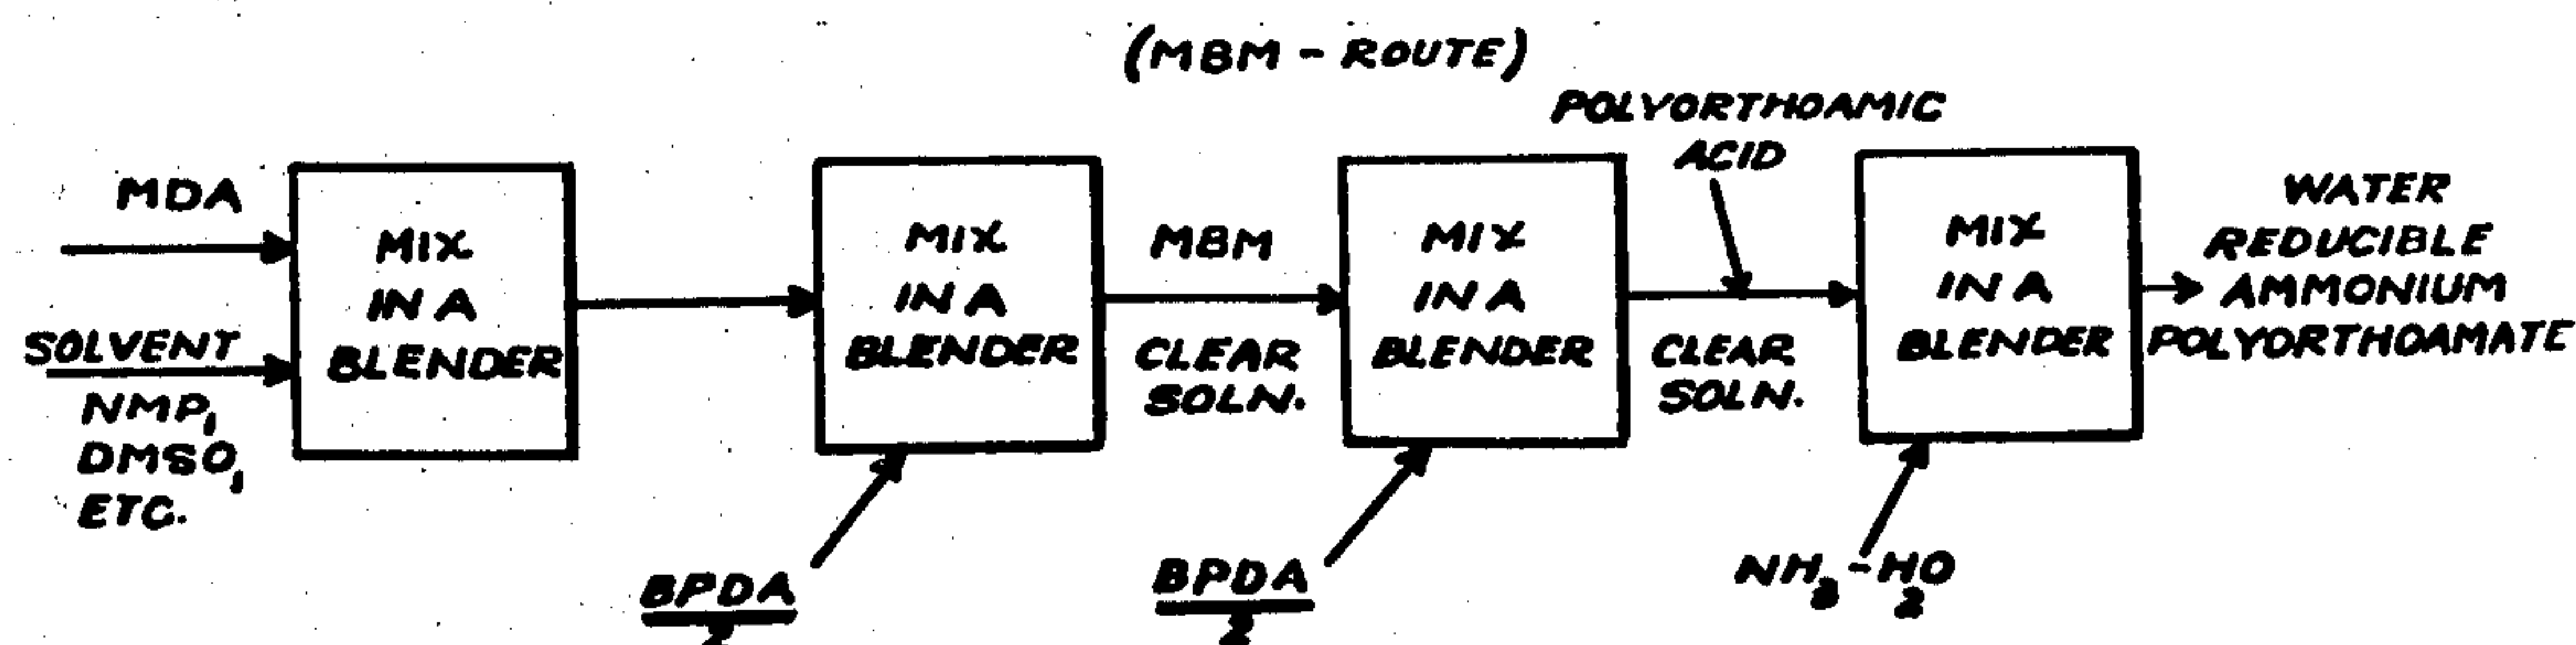 (MBM - ROUTE)
POLYORTHOAMIC
ACID
MDA
SOLVENT
NMP,
DMSO,
ETC.
MIX
IN A
BLENDER
MIX
IN A
BLENDER
BPDA
2
MBM
CLEAR
SOLN.
MIX
IN A
BLENDER
BPDA
2
CLEAR
SOLN.
MIX
IN A
BLENDER
NH3-H2O
WATER
REDUCIBLE
AMMONIUM
POLYORTHOAMATE